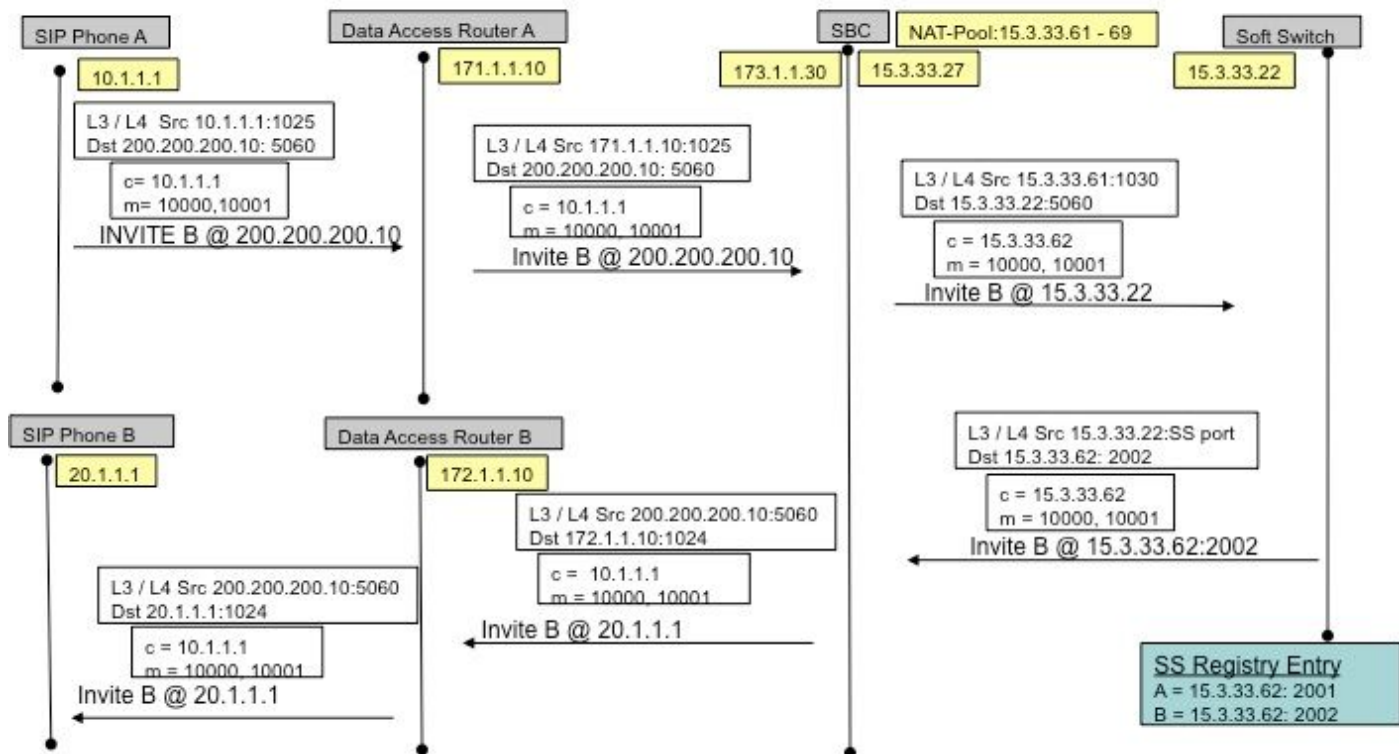 SIP Phone A
10.1.1.1
Data Access Router A
171.1.1.10
SBC
NAT-Pool:15.3.33.61 - 69
173.1.1.30
15.3.33.27
Soft Switch
15.3.33.22
L3 / L4 Src 10.1.1.1:1025
Dst 200.200.200.10: 5060
c= 10.1.1.1
m= 10000,10001
INVITE B @ 200.200.200.10
L3 / L4 Src 171.1.1.10:1025
Dst 200.200.200.10: 5060
c = 10.1.1.1
m = 10000, 10001
Invite B @ 200.200.200.10
L3 / L4 Src 15.3.33.61:1030
Dst 15.3.33.22:5060
c = 15.3.33.62
m = 10000, 10001
Invite B @ 15.3.33.22
SIP Phone B
20.1.1.1
Data Access Router B
172.1.1.10
L3 / L4 Src 15.3.33.22:SS port
Dst 15.3.33.62: 2002
c = 15.3.33.62
m = 10000, 10001
Invite B @ 15.3.33.62:2002
L3 / L4 Src 200.200.200.10:5060
Dst 172.1.1.10:1024
c = 10.1.1.1
m = 10000, 10001
Invite B @ 20.1.1.1
L3 / L4 Src 200.200.200.10:5060
Dst 20.1.1.1:1024
c = 10.1.1.1
m = 10000, 10001
Invite B @ 20.1.1.1
SS Registry Entry
A = 15.3.33.62: 2001
B = 15.3.33.62: 2002